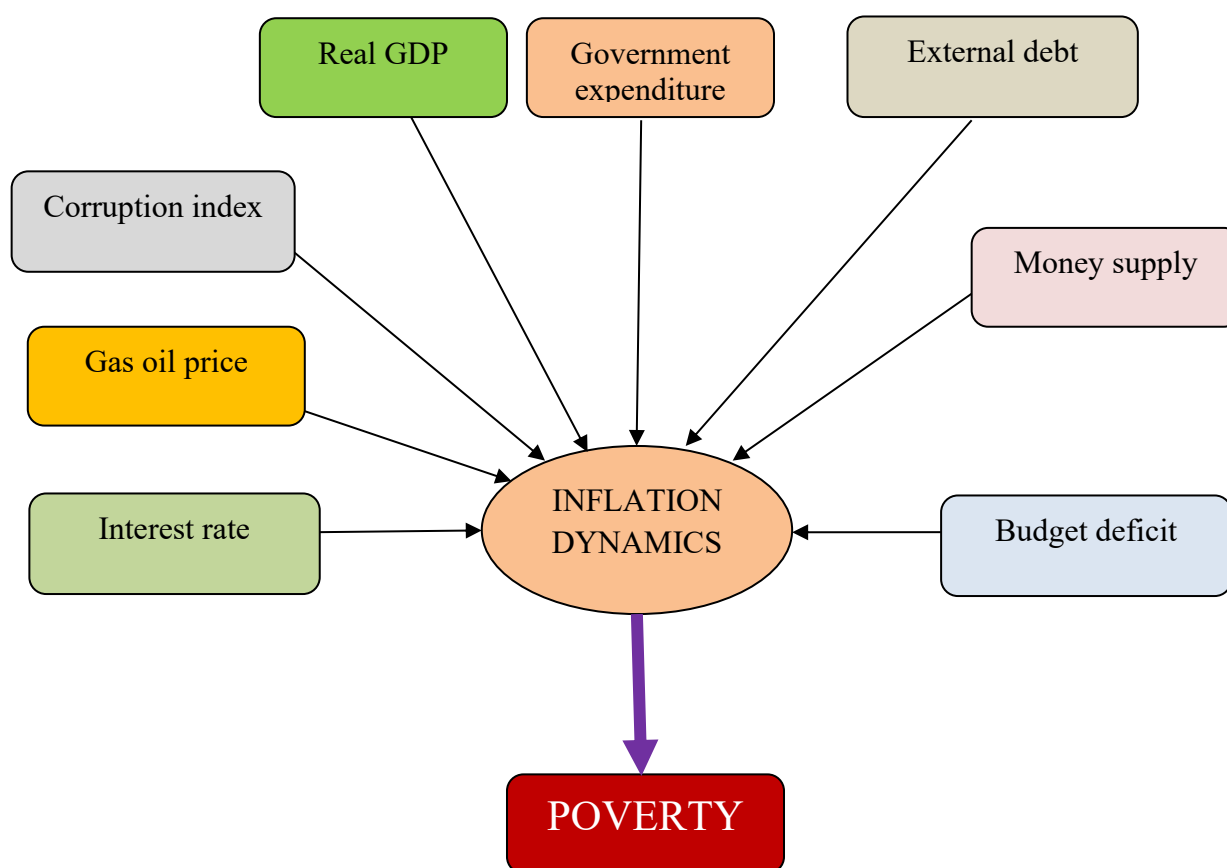 Real GDP
Government
expenditure
External debt
Corruption index
Money supply
Gas oil price
Interest rate
INFLATION
DYNAMICS
Budget deficit
POVERTY